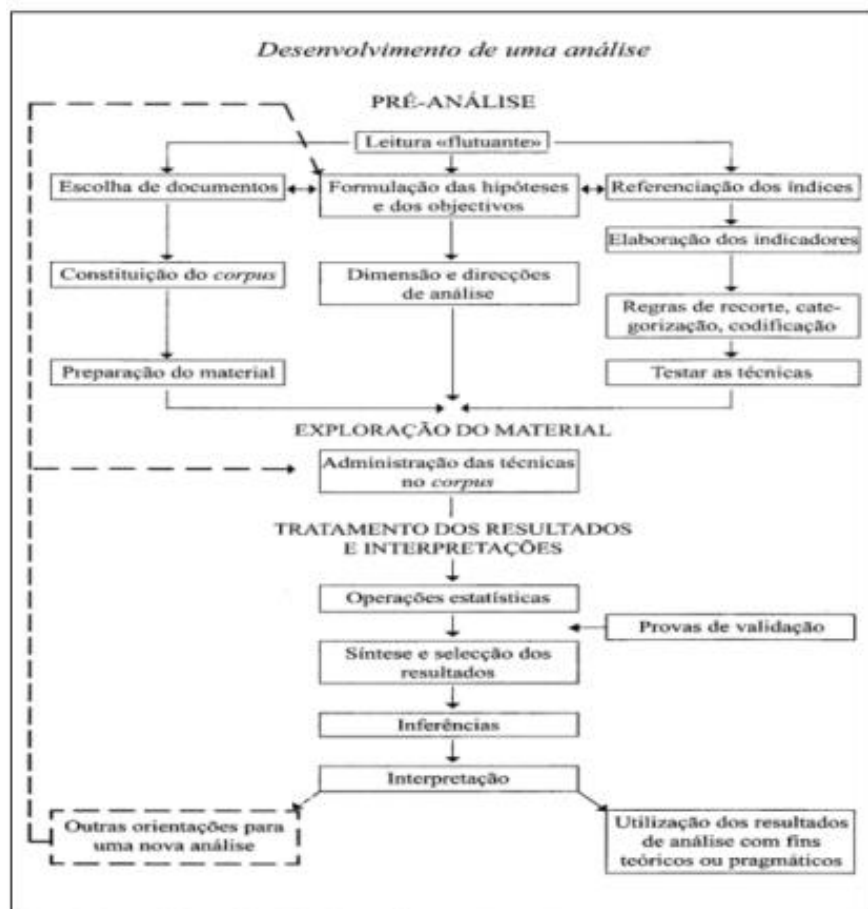 Desenvolvimento de uma análise
PRÉ-ANÁLISE
Leitura «flutuante»
Escolha de documentos
Formulação das hipóteses
e dos objectivos
Referenciação dos índices
Elaboração dos indicadores
Constituição do corpus
Dimensão e direcções
de análise
Regras de recorte, cate-
gorização, codificação
Preparação do material
Testar as técnicas
EXPLORAÇÃO DO MATERIAL
Administração das técnicas
no corpus
TRATAMENTO DOS RESULTADOS
E INTERPRETAÇÕES
Operações estatísticas
Provas de validação
Síntese e selecção dos
resultados
Inferências
Interpretação
Outras orientações para
uma nova análise
Utilização dos resultados
de análise com fins
teóricos ou pragmáticos